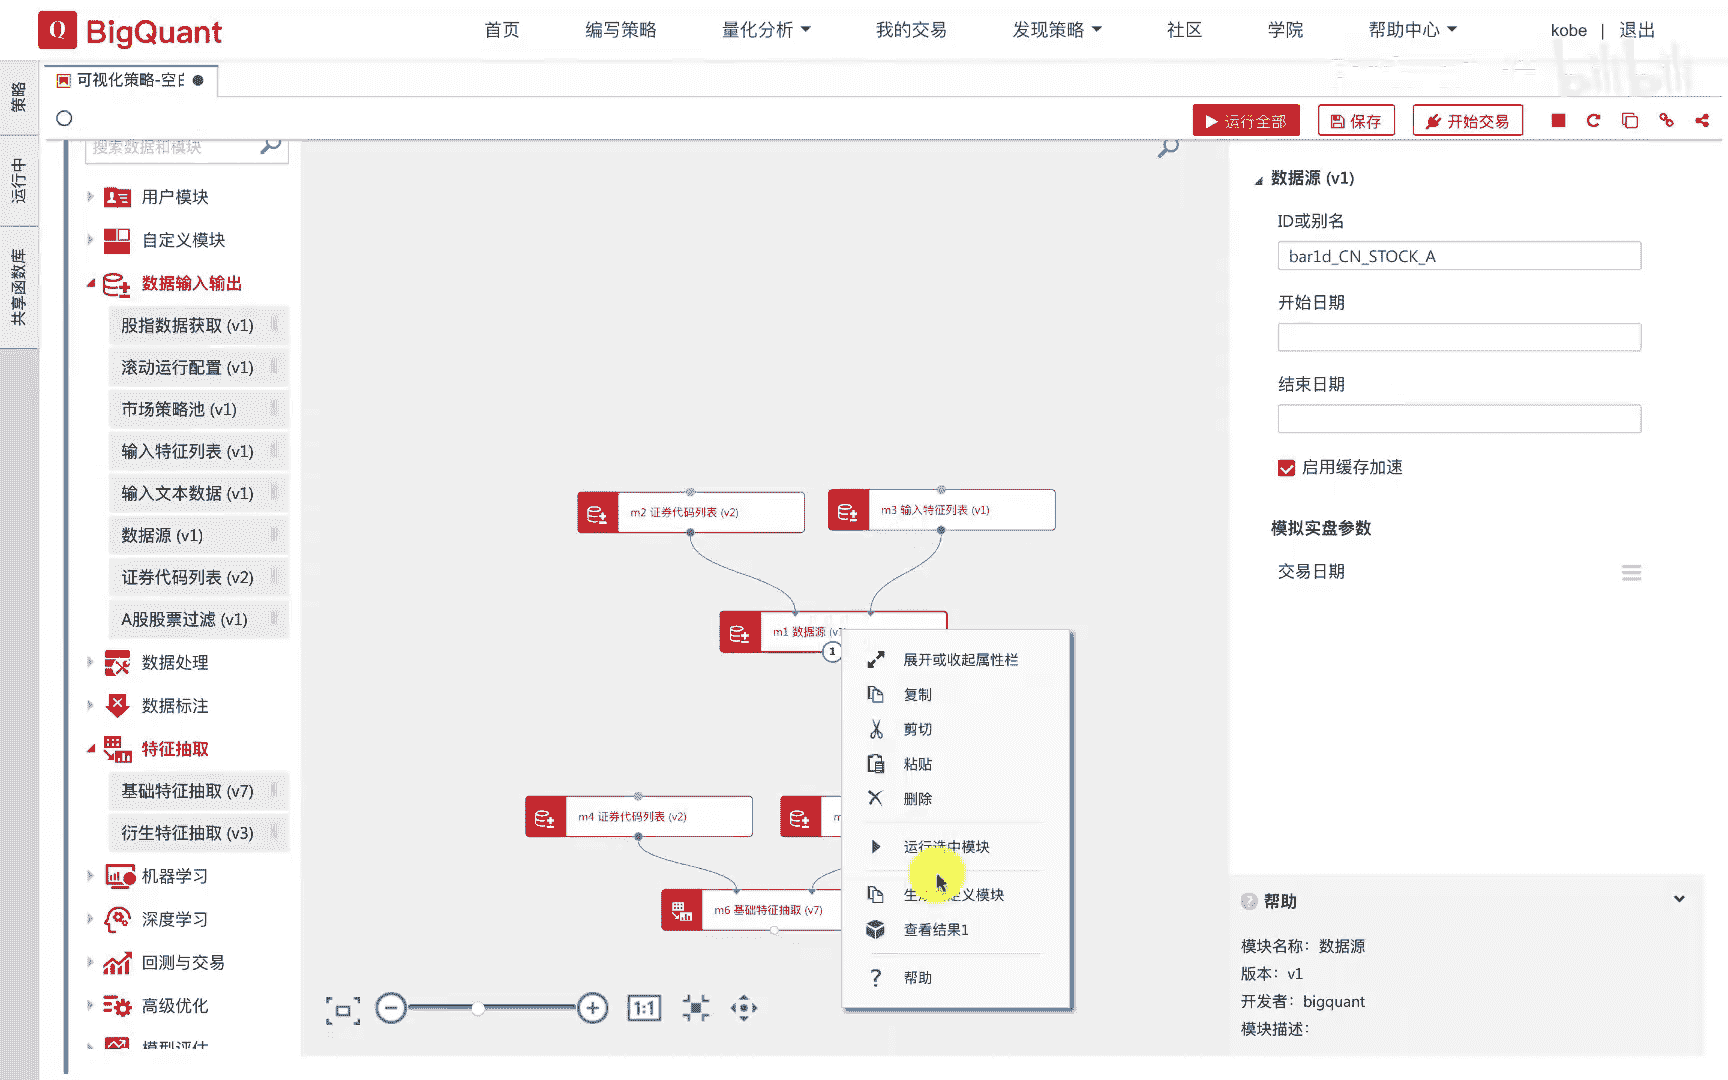 Q BigQuant
首页
编写策略
量化分析
我的交易
发现策略
社区
学院
帮助中心
kobe | 退出
bilibili
策略
运行中
共享函数库
可视化策略-空白
运行全部
保存
开始交易
搜索数据和模块
用户模块
自定义模块
数据输入输出
股指数据获取 (v1)
滚动运行配置 (v1)
市场策略池 (v1)
输入特征列表 (v1)
输入文本数据 (v1)
数据源 (v1)
证券代码列表 (v2)
A股股票过滤 (v1)
数据处理
数据标注
特征抽取
基础特征抽取 (v7)
衍生特征抽取 (v3)
机器学习
深度学习
回测与交易
高级优化
模型评估
m2 证券代码列表 (v2)
m3 输入特征列表 (v1)
m1 数据源 (v1)
1
m4 证券代码列表 (v2)
m6 基础特征抽取 (v7)
展开或收起属性栏
复制
剪切
粘贴
删除
运行选中模块
生成自定义模块
查看结果1
? 帮助
1:1
数据源 (v1)
ID或别名
bar1d_CN_STOCK_A
开始日期
结束日期
启用缓存加速
模拟实盘参数
交易日期
? 帮助
模块名称：数据源
版本：v1
开发者：bigquant
模块描述：